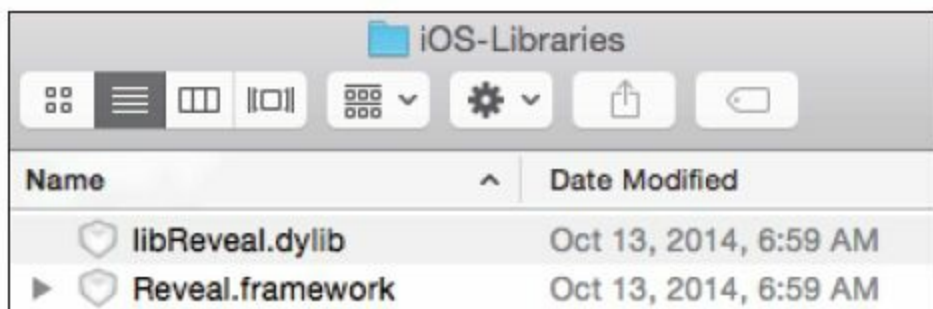 iOS-Libraries
Name Date Modified
libReveal.dylib Oct 13, 2014, 6:59 AM
Reveal.framework Oct 13, 2014, 6:59 AM